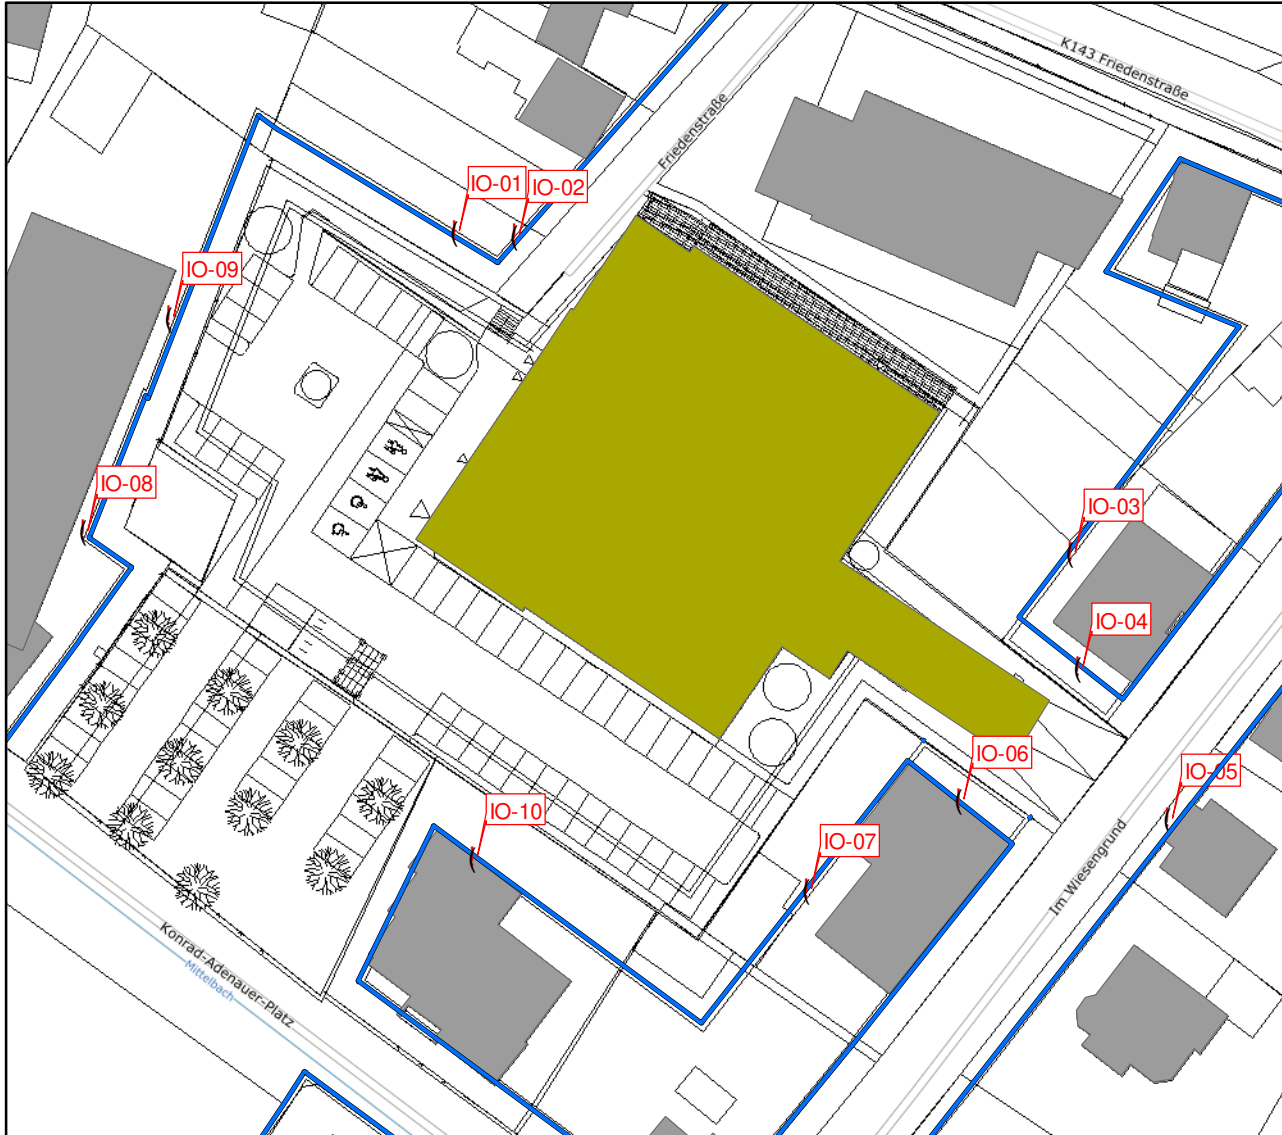 K143 Friedenstraße
Friedenstraße
IO-01
IO-02
IO-09
IO-08
IO-03
IO-04
IO-06
IO-05
IO-10
IO-07
Im Wiesengrund
Konrad-Adenauer-Platz
Mittelbach